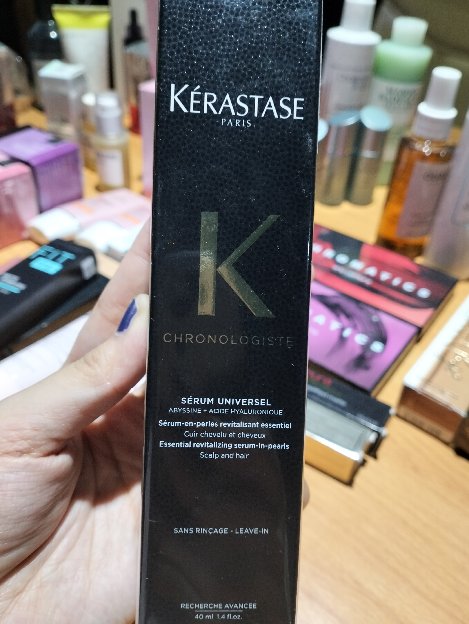 KÉRASTASE
PARIS
K
CHRONOLOGISTE
SÉRUM UNIVERSEL
ABYSSINE + ACIDE HYALURONIQUE
Sérum-en-perles revitalisant essentiel
Cuir chevelu et cheveux
Essential revitalizing serum-in-pearls
Scalp and hair
SANS RINÇAGE - LEAVE-IN
RECHERCHE AVANCÉE
40 ml 1.4 fl.oz.